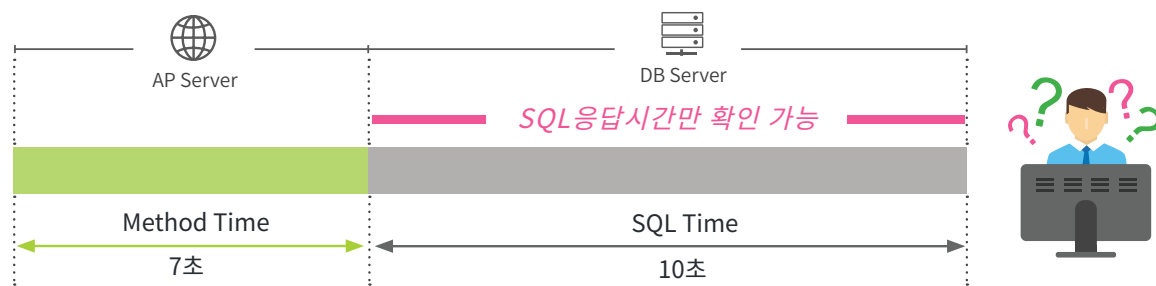 AP Server
DB Server
SQL응답시간만 확인 가능
Method Time
SQL Time
7초
10초